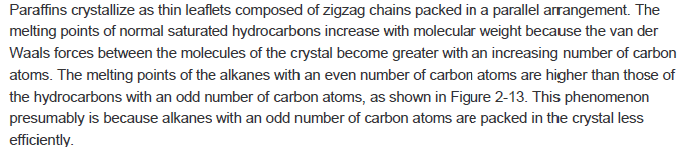 Paraffins crystallize as thin leaflets composed of zigzag chains packed in a parallel arrangement. The
melting points of normal saturated hydrocarbons increase with molecular weight because the van der
Waals forces between the molecules of the crystal become greater with an increasing number of carbon
atoms. The melting points of the alkanes with an even number of carbon atoms are higher than those of
the hydrocarbons with an odd number of carbon atoms, as shown in Figure 2-13. This phenomenon
presumably is because alkanes with an odd number of carbon atoms are packed in the crystal less
efficiently.